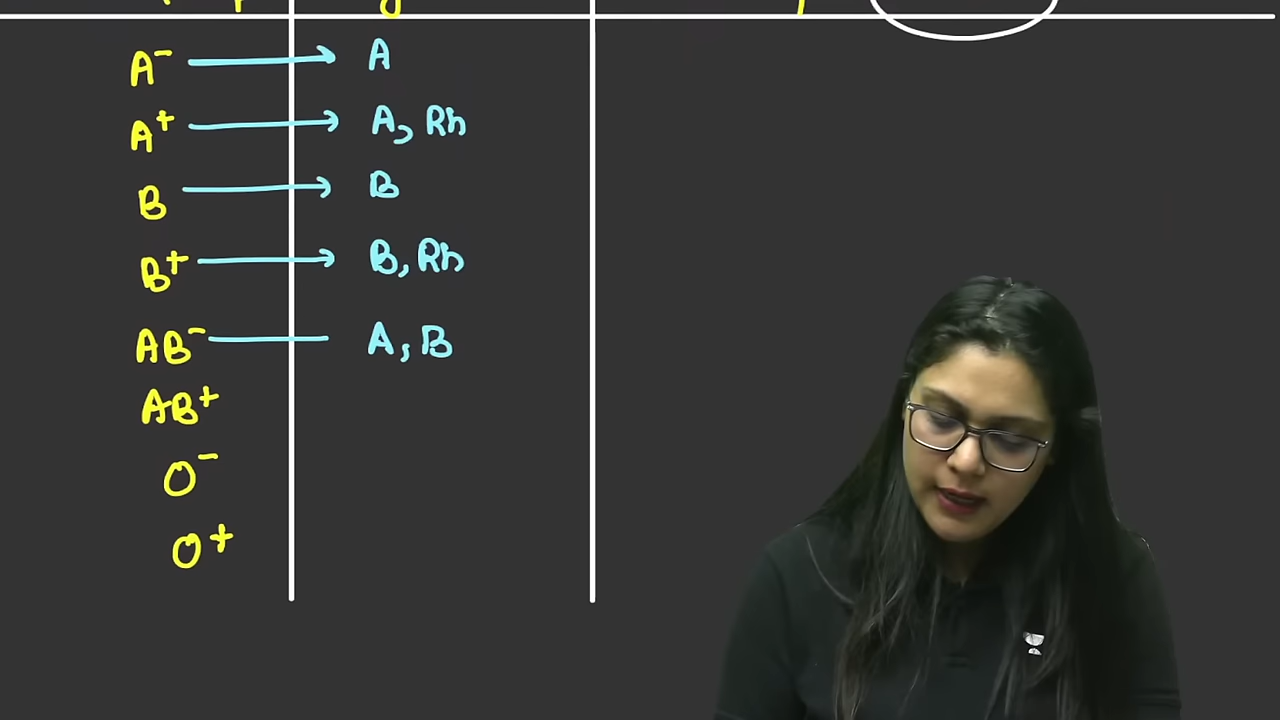 A⁻ → A
A⁺ → A, Rh
B → B
B⁺ → B, Rh
AB⁻ — A, B
AB⁺
O⁻
O⁺